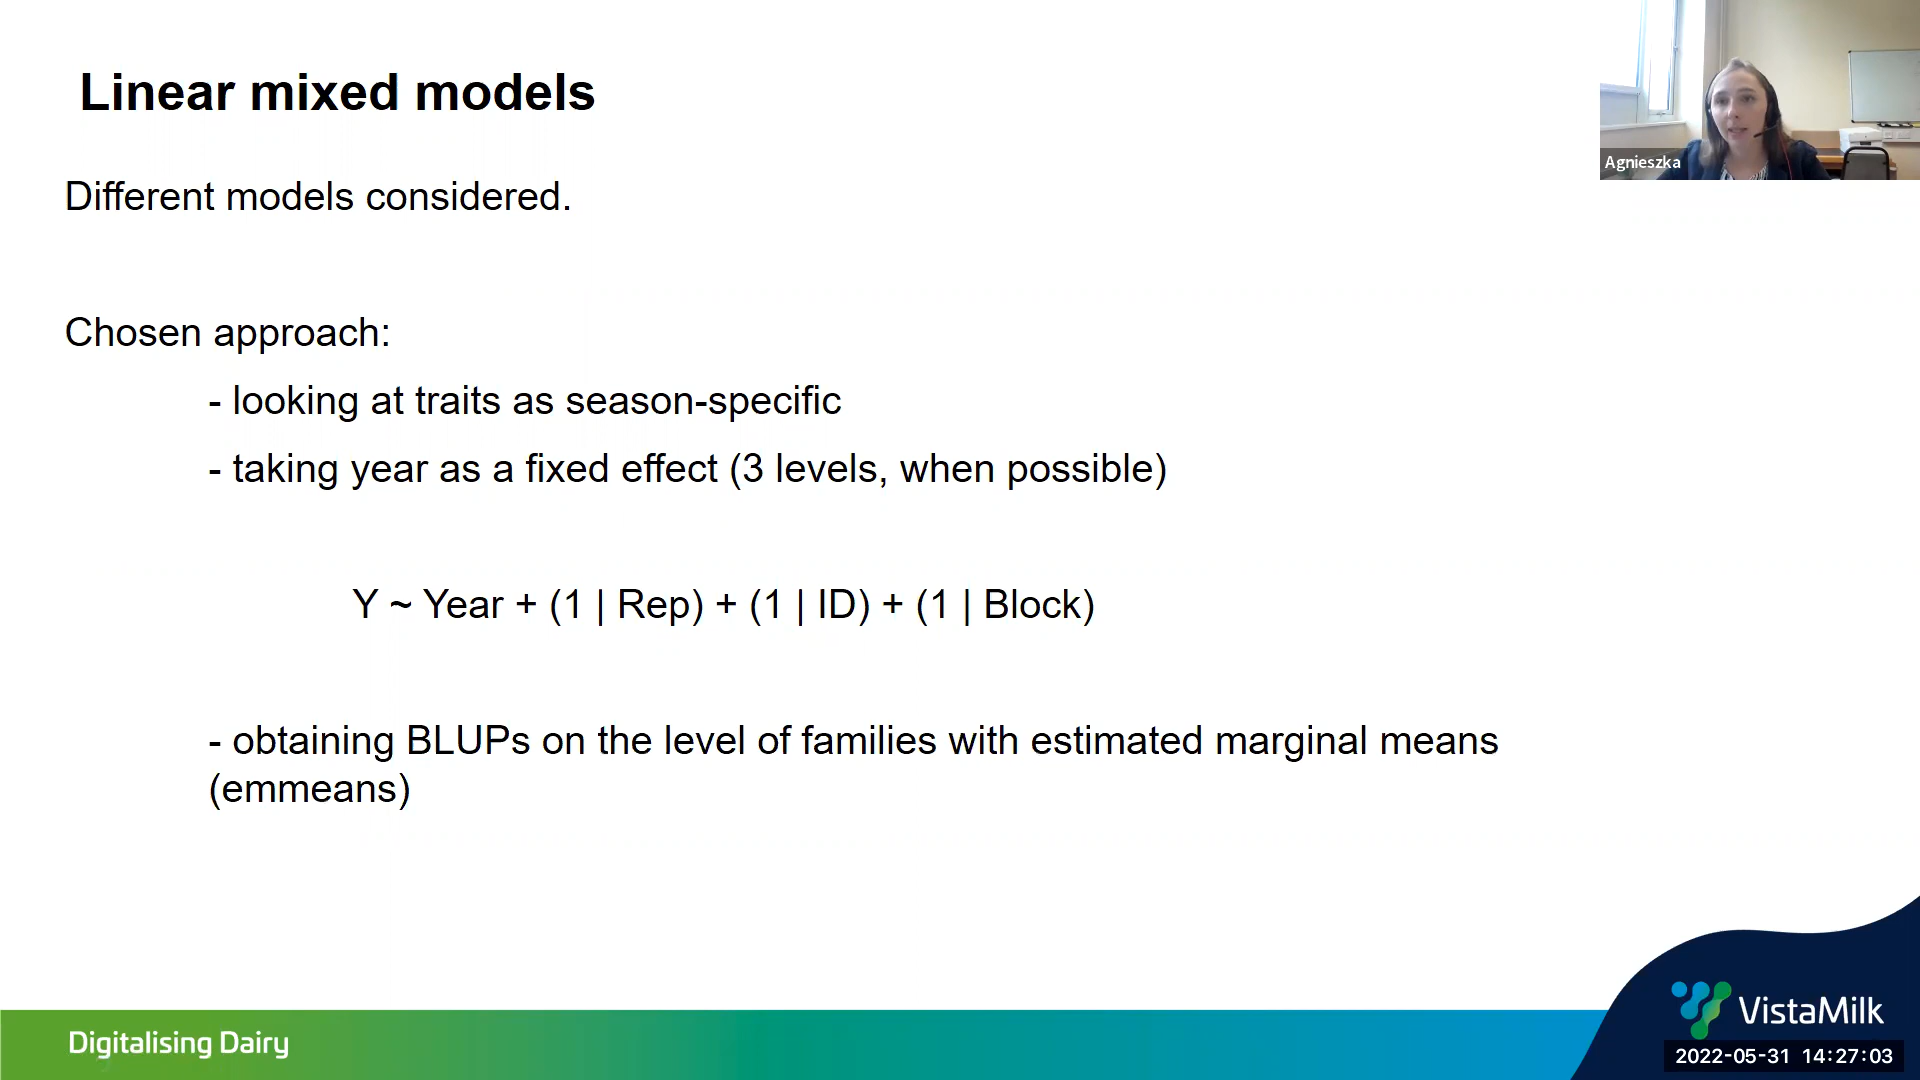 Linear mixed models
Agnieszka
Different models considered.
Chosen approach:
- looking at traits as season-specific
- taking year as a fixed effect (3 levels, when possible)
Y ~ Year + (1 | Rep) + (1 | ID) + (1 | Block)
- obtaining BLUPs on the level of families with estimated marginal means
(emmeans)
Digitalising Dairy
VistaMilk
2022-05-31 14:27:03